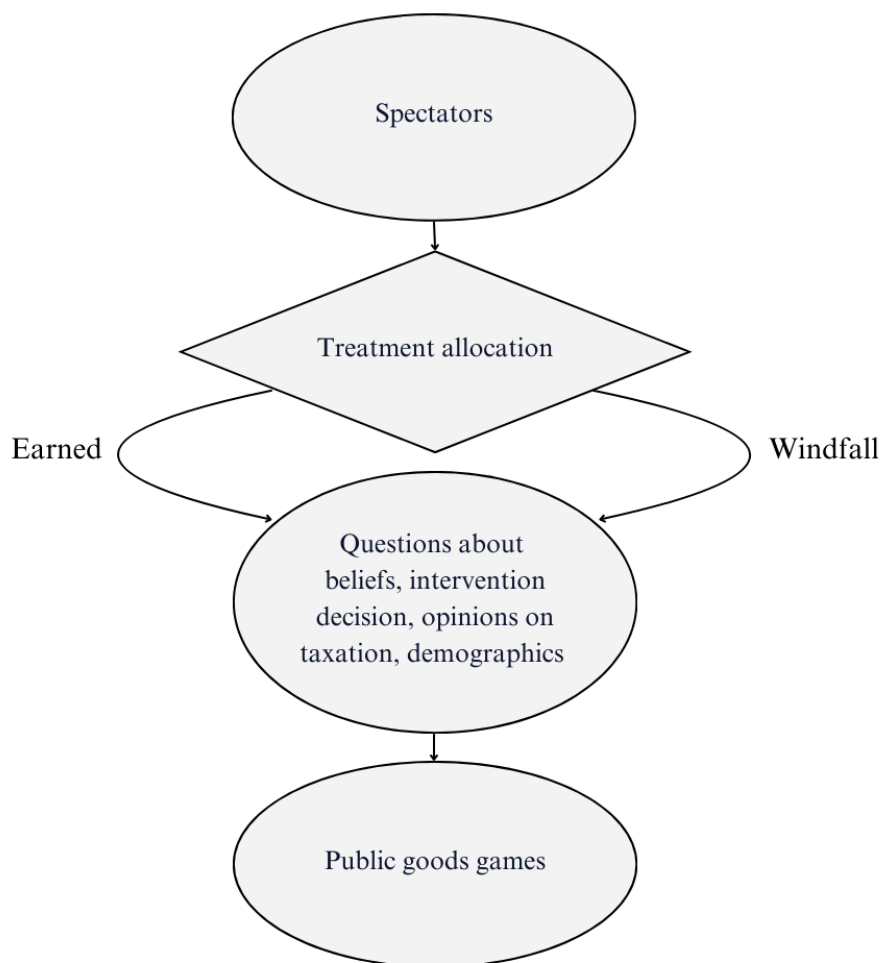 Spectators
Treatment allocation
Earned
Windfall
Questions about
beliefs, intervention
decision, opinions on
taxation, demographics
Public goods games